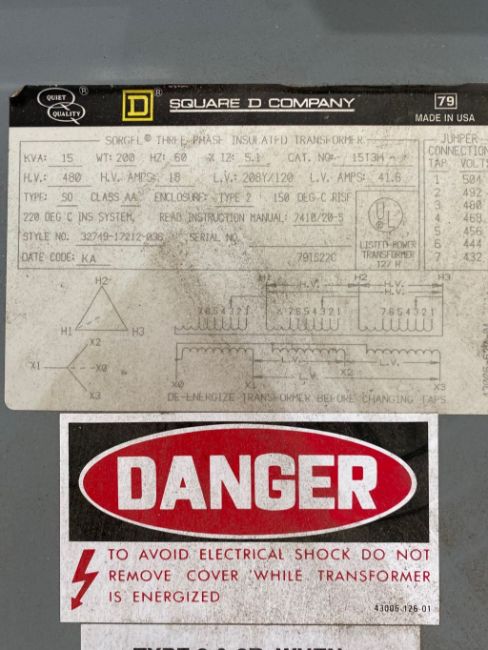 QUIET
QUALITY
®
D ® SQUARE D COMPANY
79
MADE IN USA
SORGEL® THREE PHASE INSULATED TRANSFORMER
KVA: 15 WT: 200 HZ: 60 % IZ: 5.1 CAT. NO: 15T3H
H.V.: 480 H.V. AMPS: 18 L.V.: 208Y/120 L.V. AMPS: 41.6
TYPE: SO CLASS AA ENCLOSURE: TYPE 2 150 DEG C RISE
220 DEG C INS SYSTEM, READ INSTRUCTION MANUAL: 7410/20-5
STYLE NO. 32749-17212-036 SERIAL NO.
DATE CODE: KA 791522C
UL
LISTED POWER
TRANSFORMER
127 H
JUMPER
CONNECTION
TAP VOLTS
1 504
2 492
3 480
4 468
5 456
6 444
7 432
H2
H1 H3
X2
X1 X0
X3
H1 H.V. H2 H.V. H3
H.V.
7654321 7654321 7654321
L.V.
L.V. L.V.
X0 X1 L.V. X2 X3
DE-ENERGIZE TRANSFORMER BEFORE CHANGING TAPS
DANGER
TO AVOID ELECTRICAL SHOCK DO NOT
REMOVE COVER WHILE TRANSFORMER
IS ENERGIZED
43006-126-01